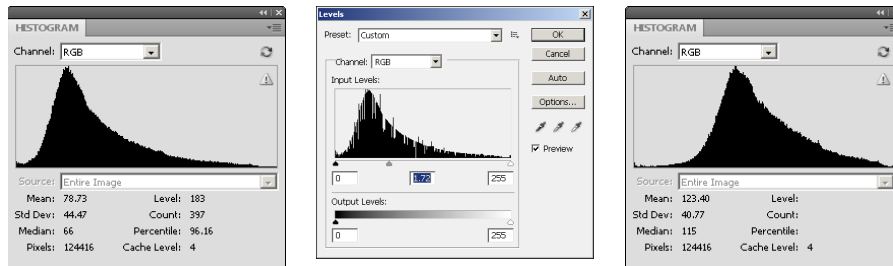 HISTOGRAM
Channel: RGB
Source: Entire Image
Mean: 78.73 Level: 183
Std Dev: 44.47 Count: 397
Median: 66 Percentile: 96.16
Pixels: 124416 Cache Level: 4
Levels
Preset: Custom
OK
Cancel
Auto
Options...
Preview
Channel: RGB
Input Levels:
0 1.72 255
Output Levels:
0 255
HISTOGRAM
Channel: RGB
Source: Entire Image
Mean: 123.40 Level:
Std Dev: 40.77 Count:
Median: 115 Percentile:
Pixels: 124416 Cache Level: 4